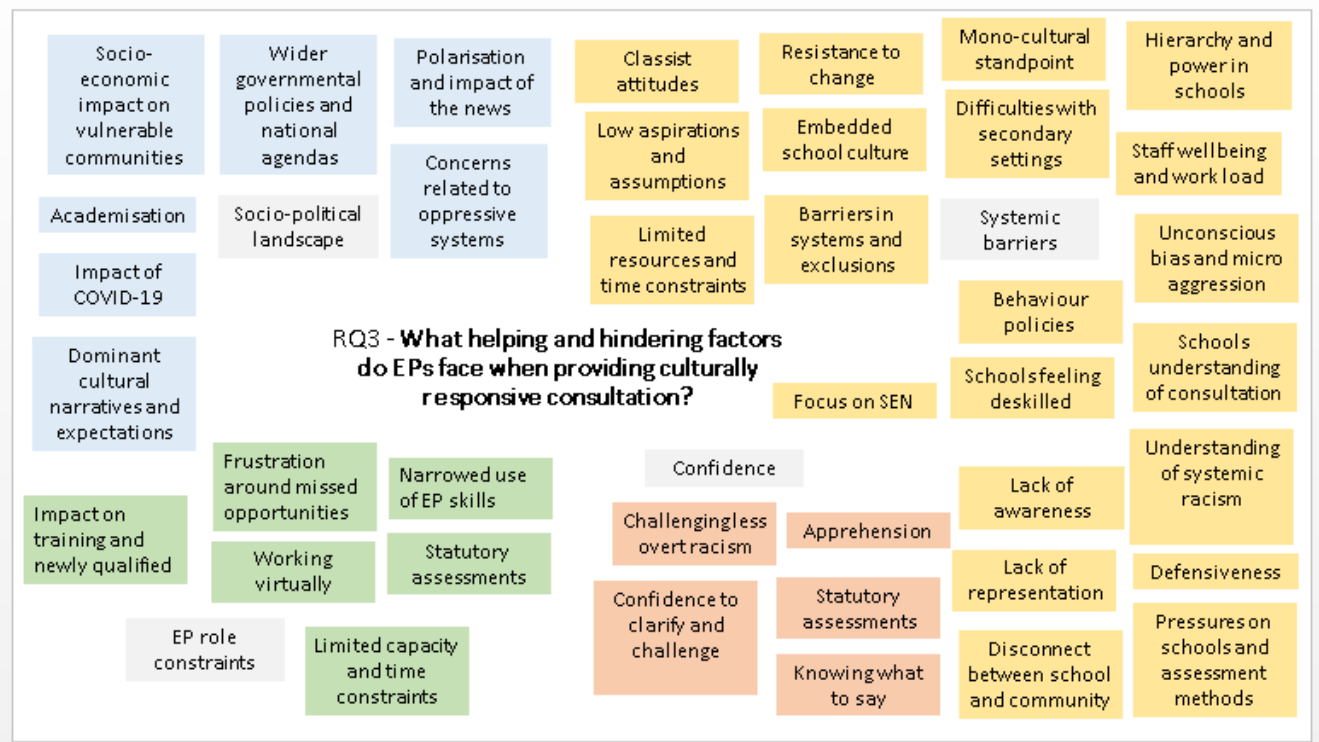 Socio-
economic
impact on
vulnerable
communities
Wider
governmental
policies and
national
agendas
Polarisation
and impact of
the news
Classist
attitudes
Resistance to
change
Mono-cultural
standpoint
Hierarchy and
power in
schools
Low aspirations
and
assumptions
Embedded
school culture
Difficulties with
secondary
settings
Staff wellbeing
and work load
Concerns
related to
oppressive
systems
Academisation
Socio-political
landscape
Limited
resources and
time constraints
Barriers in
systems and
exclusions
Systemic
barriers
Unconscious
bias and micro
aggression
Impact of
COVID-19
Behaviour
policies
RQ3 - What helping and hindering factors
do EPs face when providing culturally
responsive consultation?
Schools
understanding
of consultation
Dominant
cultural
narratives and
expectations
Focus on SEN
Schools feeling
deskilled
Frustration
around missed
opportunities
Narrowed use
of EP skills
Confidence
Understanding
of systemic
racism
Impact on
training and
newly qualified
Lack of
awareness
Challenging less
overt racism
Apprehension
Working
virtually
Statutory
assessments
Lack of
representation
Defensiveness
Confidence to
clarify and
challenge
Statutory
assessments
EP role
constraints
Limited capacity
and time
constraints
Knowing what
to say
Disconnect
between school
and community
Pressures on
schools and
assessment
methods